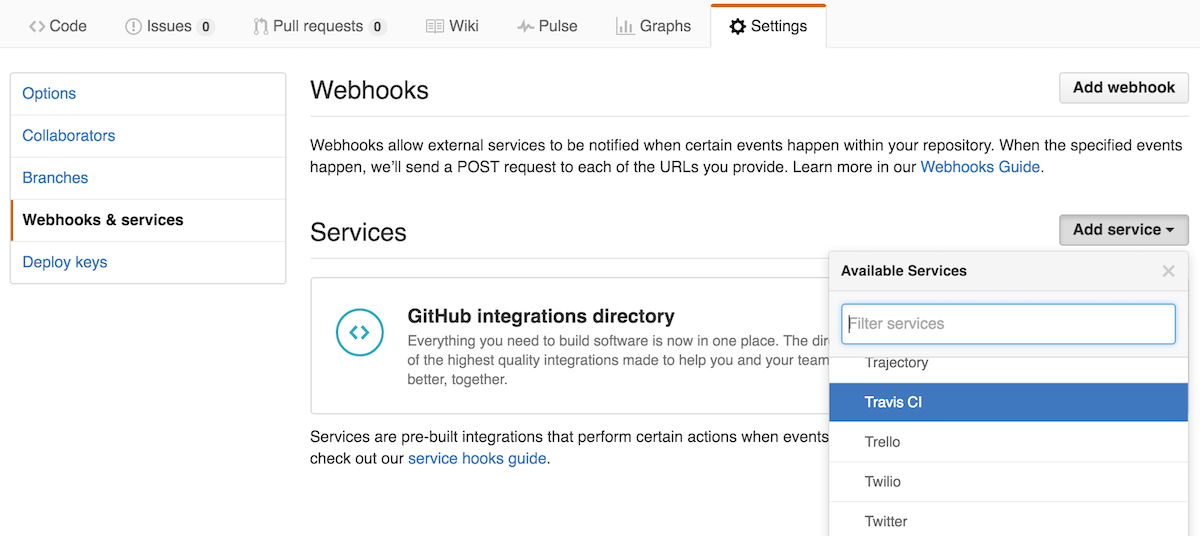 Code Issues 0 Pull requests 0 Wiki Pulse Graphs Settings
Options
Collaborators
Branches
Webhooks & services
Deploy keys
Webhooks
Add webhook
Webhooks allow external services to be notified when certain events happen within your repository. When the specified events
happen, we’ll send a POST request to each of the URLs you provide. Learn more in our Webhooks Guide.
Services
Add service
GitHub integrations directory
Everything you need to build software is now in one place. The dir
of the highest quality integrations made to help you and your team
better, together.
Services are pre-built integrations that perform certain actions when events
check out our service hooks guide.
Available Services
Filter services
Trajectory
Travis CI
Trello
Twilio
Twitter